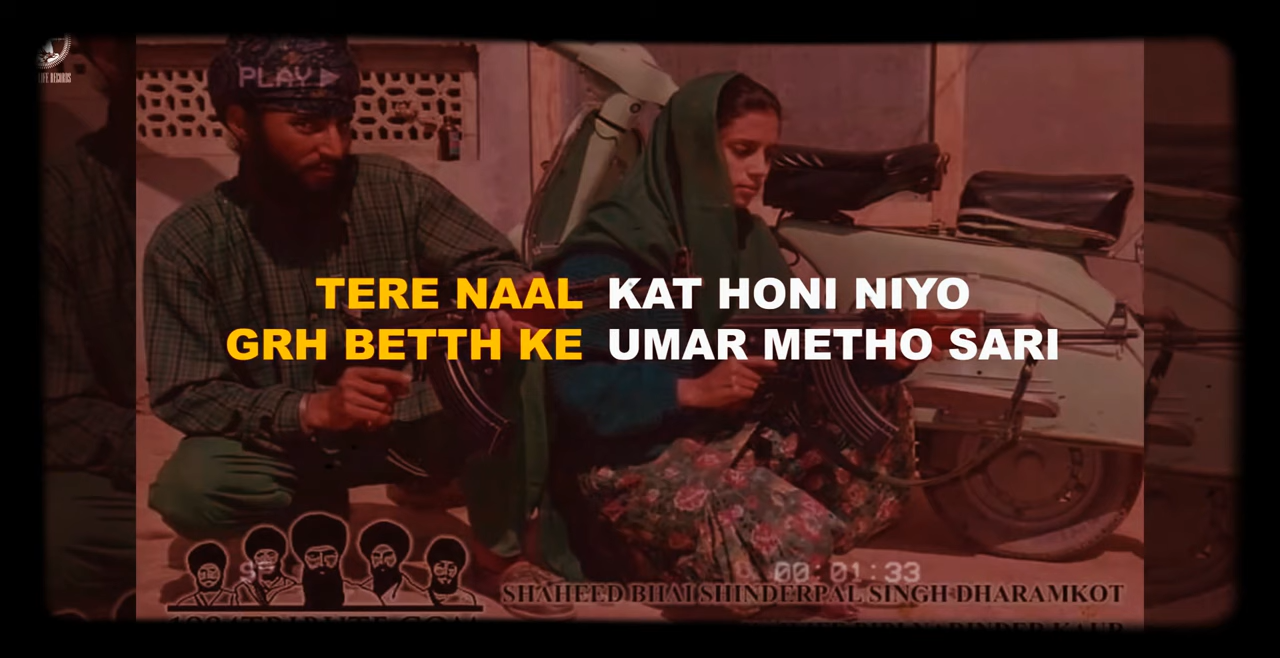 PLAY
TERE NAAL KAT HONI NIYO
GRH BETTH KE UMAR METHO SARI
SP
00:01:33
SHAHEED BHAI SHINDERPAL SINGH DHARAMKOT